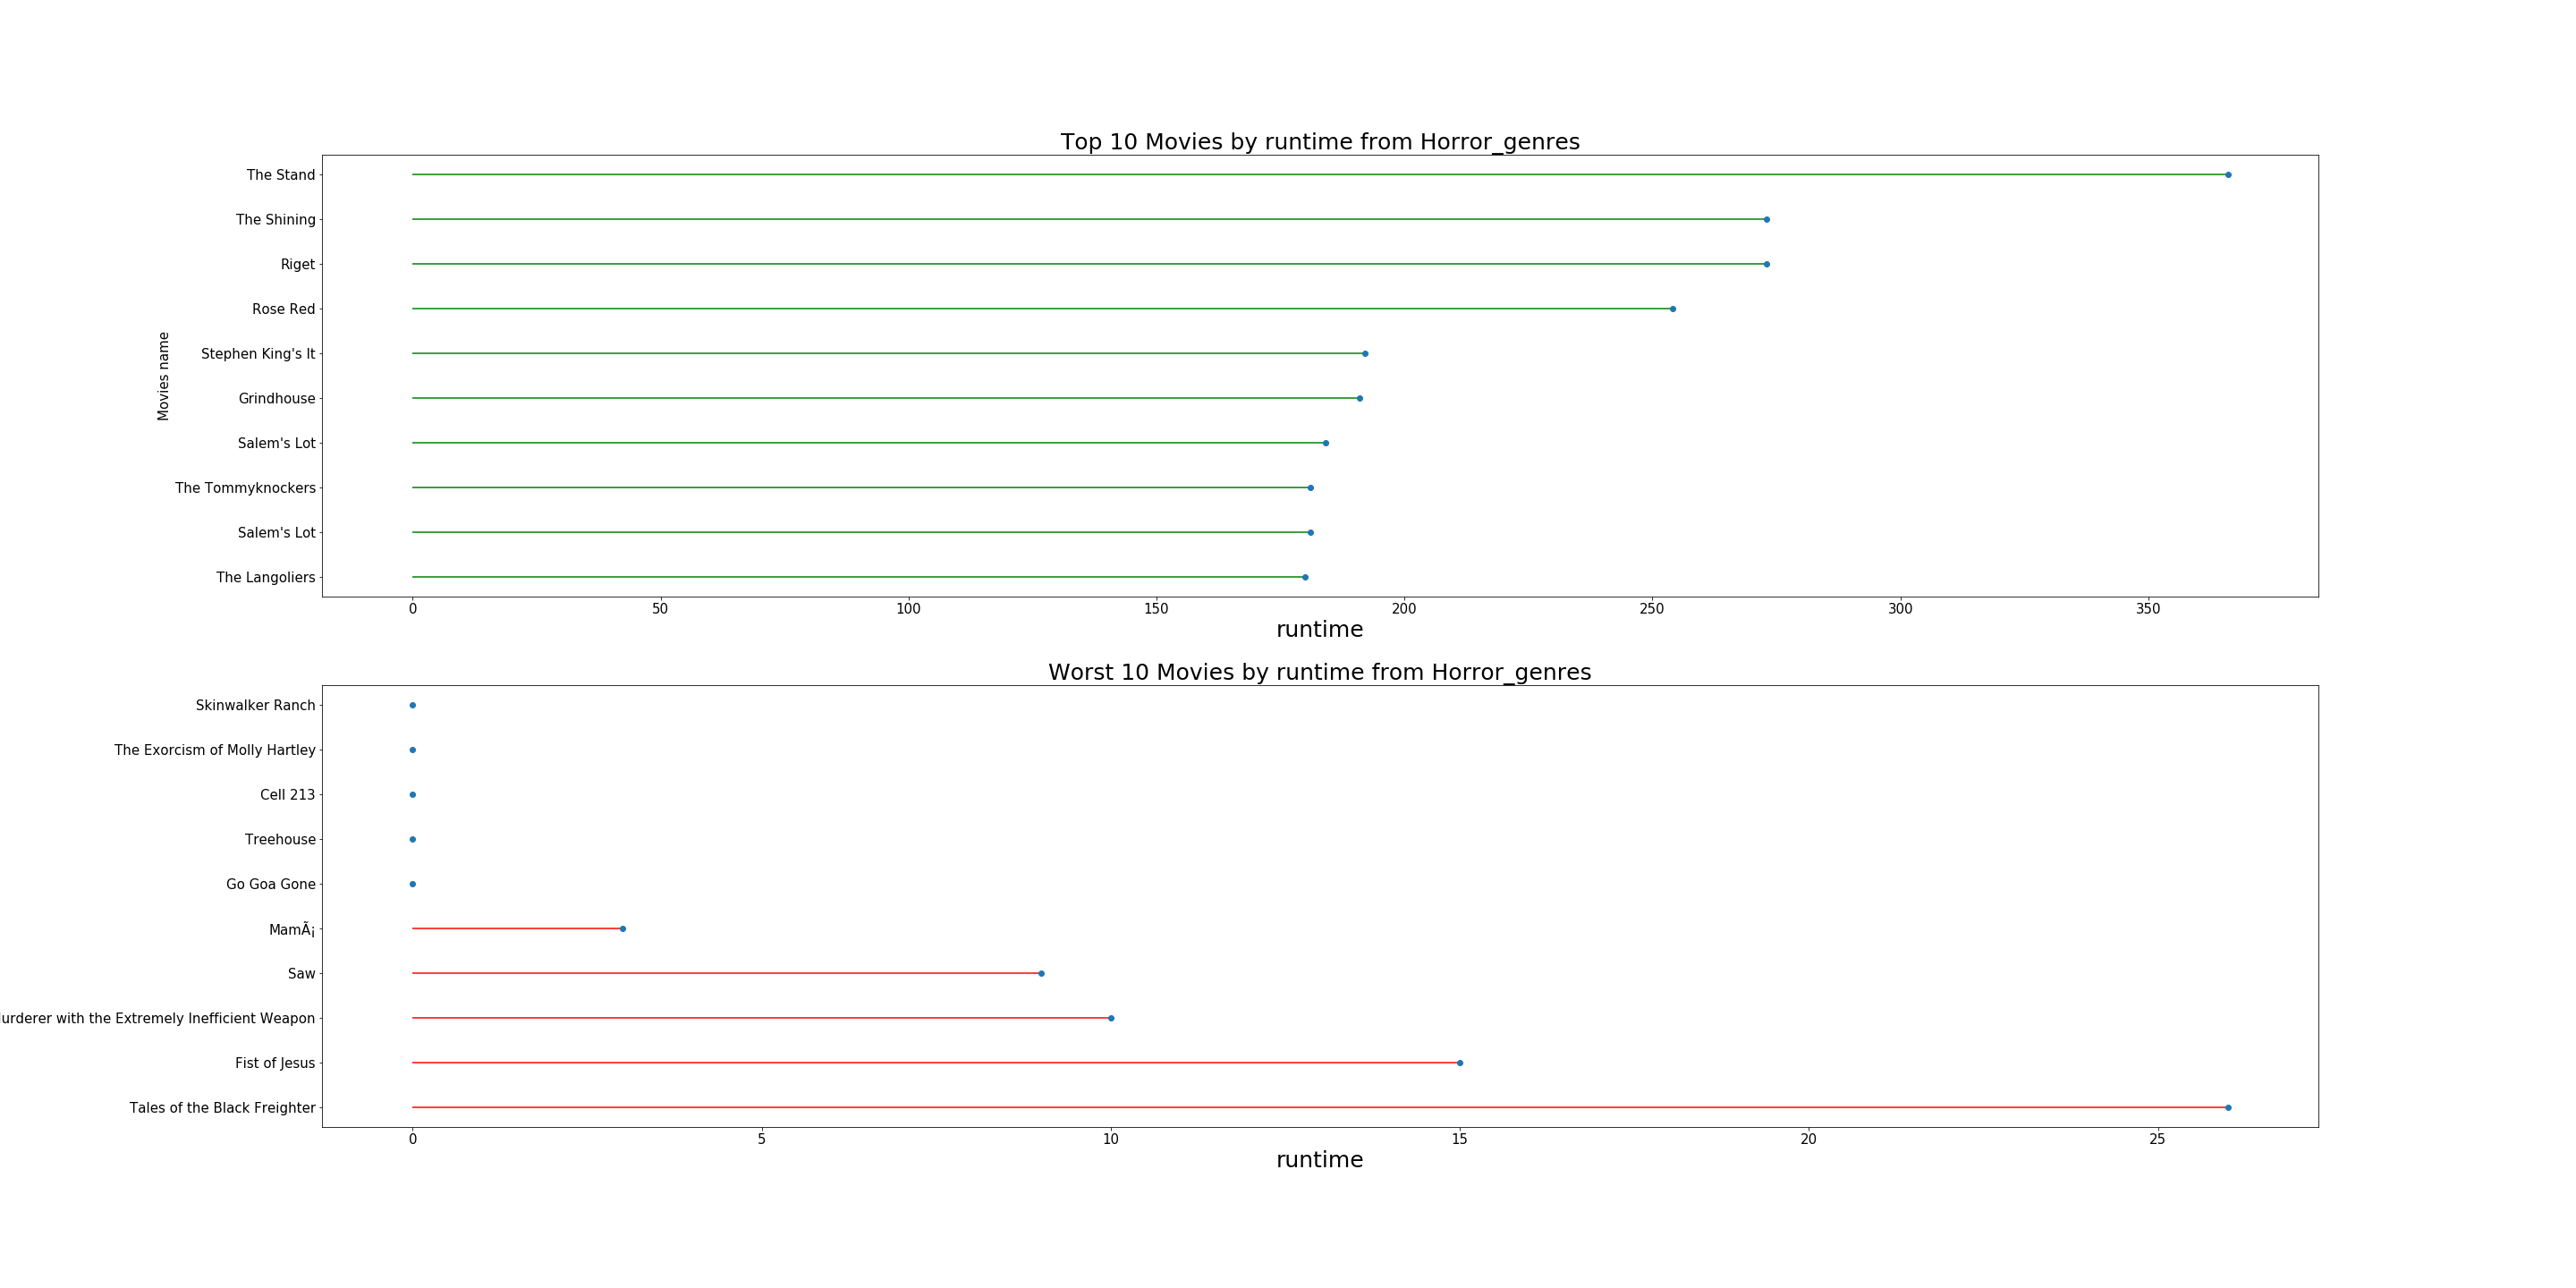 Top 10 Movies by runtime from Horror_genres
Movies name
The Stand
The Shining
Riget
Rose Red
Stephen King's It
Grindhouse
Salem's Lot
The Tommyknockers
Salem's Lot
The Langoliers
0 50 100 150 200 250 300 350
runtime
Worst 10 Movies by runtime from Horror_genres
Skinwalker Ranch
The Exorcism of Molly Hartley
Cell 213
Treehouse
Go Goa Gone
MamÃ¡
Saw
with the Extremely Inefficient Weapon
Fist of Jesus
Tales of the Black Freighter
0 5 10 15 20 25
runtime